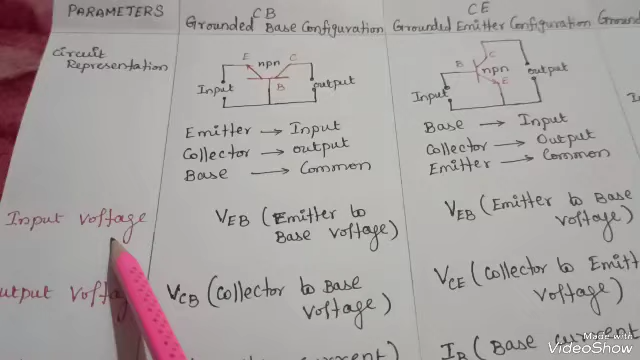 PARAMETERS
CB
Grounded Base Configuration
CE
Grounded Emitter Configuration
Circuit
Representation
E npn C
B
Input
output
C
B npn
E
Input
output
Emitter → Input
Collector → output
Base → Common
Base → Input
Collector → Output
Emitter → Common
Input Voltage
VEB (Emitter to
Base Voltage)
VEB (Emitter to Base
Voltage)
VCB (Collector to Base
Voltage)
VCE (Collector to Emitt
Voltage)
IB (Base current
Made with
VideoShow